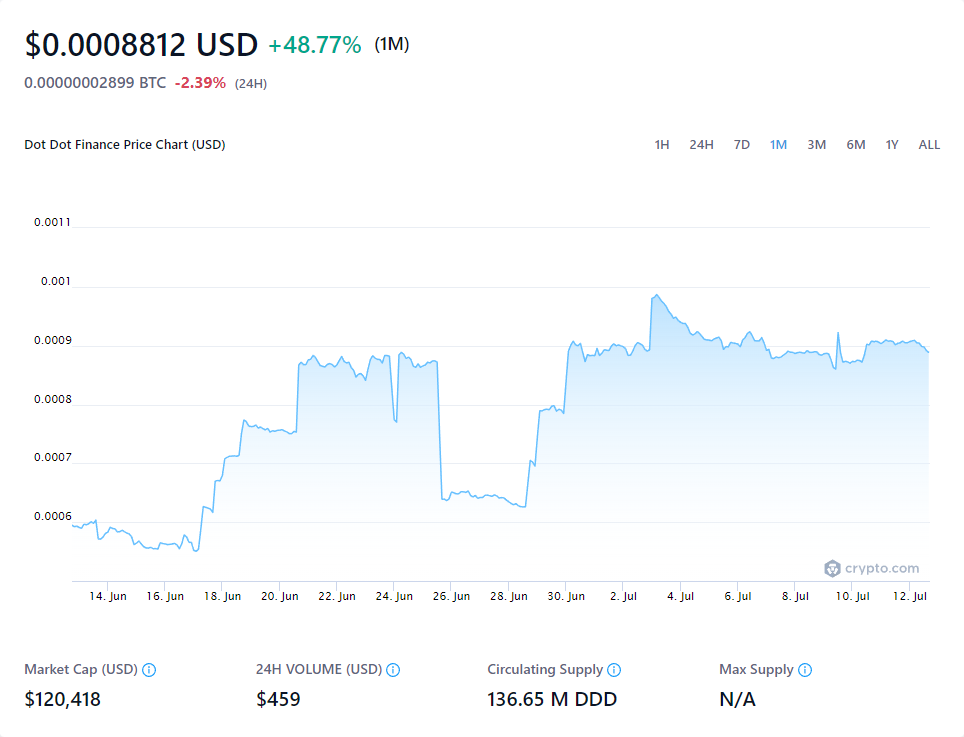 $0.0008812 USD +48.77% (1M)
0.00000002899 BTC -2.39% (24H)
Dot Dot Finance Price Chart (USD) 1H 24H 7D 1M 3M 6M 1Y ALL
0.0011
0.001
0.0009
0.0008
0.0007
0.0006
crypto.com
14. Jun 16. Jun 18. Jun 20. Jun 22. Jun 24. Jun 26. Jun 28. Jun 30. Jun 2. Jul 4. Jul 6. Jul 8. Jul 10. Jul 12. Jul
Market Cap (USD) 24H VOLUME (USD) Circulating Supply Max Supply
$120,418 $459 136.65 M DDD N/A